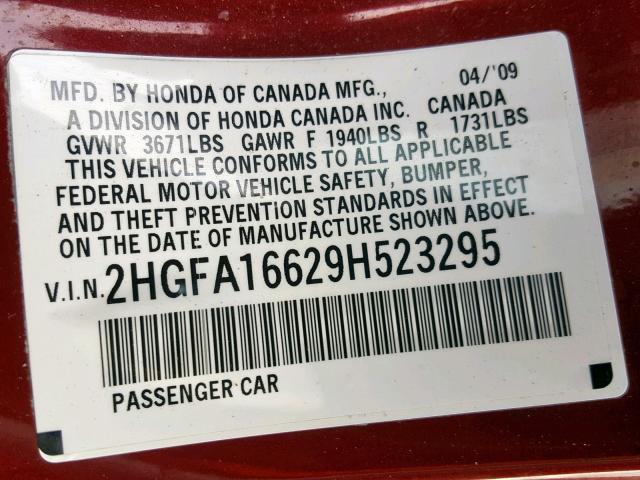 MFD. BY HONDA OF CANADA MFG., 04/'09
A DIVISION OF HONDA CANADA INC. CANADA
GVWR 3671LBS GAWR F 1940LBS R 1731LBS
THIS VEHICLE CONFORMS TO ALL APPLICABLE
FEDERAL MOTOR VEHICLE SAFETY, BUMPER,
AND THEFT PREVENTION STANDARDS IN EFFECT
ON THE DATE OF MANUFACTURE SHOWN ABOVE.
V.I.N. 2HGFA16629H523295
PASSENGER CAR